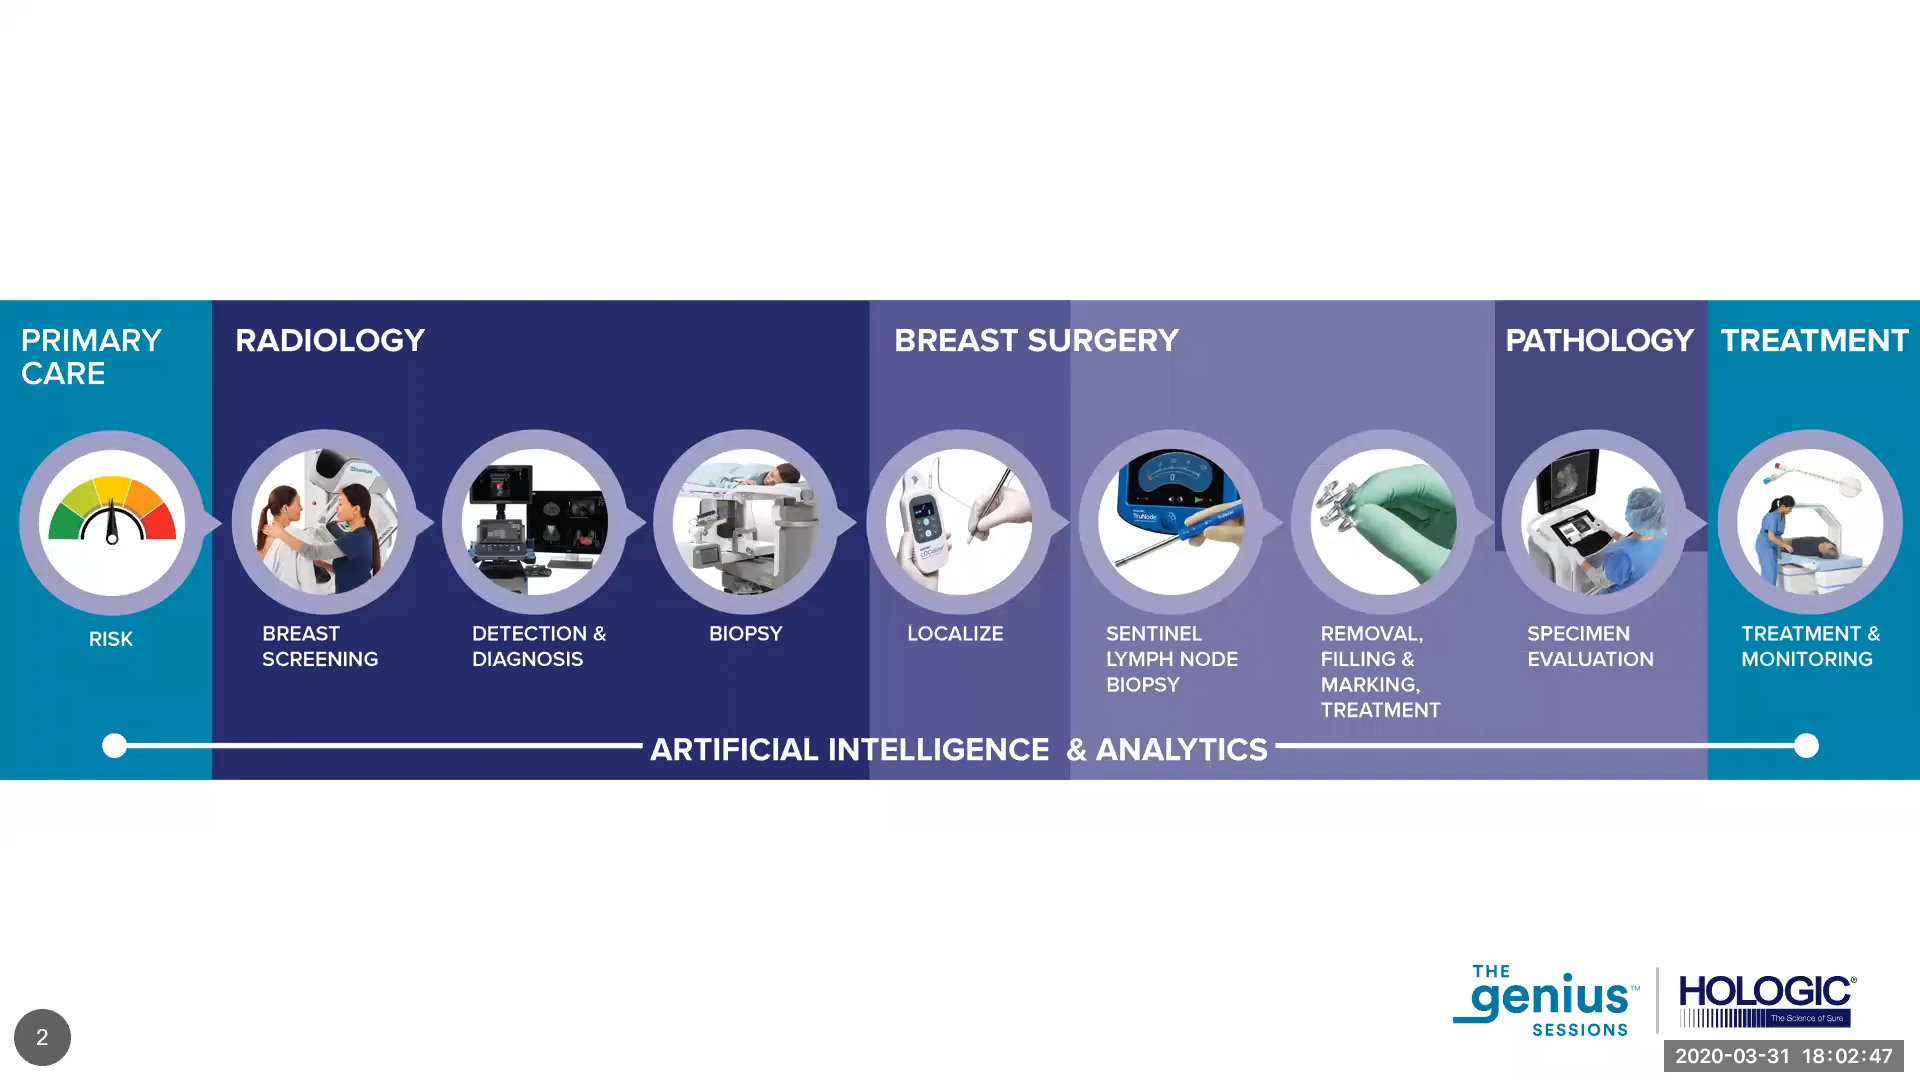 PRIMARY
CARE
RADIOLOGY
BREAST SURGERY
PATHOLOGY
TREATMENT
RISK
BREAST
SCREENING
DETECTION &
DIAGNOSIS
BIOPSY
LOCALIZE
SENTINEL
LYMPH NODE
BIOPSY
REMOVAL,
FILLING &
MARKING,
TREATMENT
SPECIMEN
EVALUATION
TREATMENT &
MONITORING
ARTIFICIAL INTELLIGENCE & ANALYTICS
THE
genius™
SESSIONS
HOLOGIC®
The Science of Sure
2
2020-03-31 18:02:47